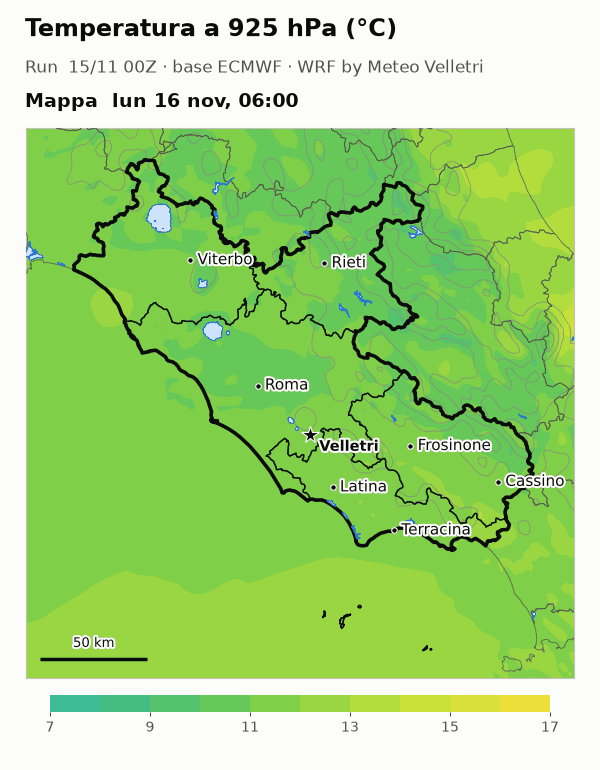 Temperatura a 925 hPa (°C)
Run  15/11 00Z · base ECMWF · WRF by Meteo Velletri
Mappa  lun 16 nov, 06:00
Viterbo
Rieti
Roma
Velletri
Frosinone
Latina
Cassino
Terracina
50 km
7 9 11 13 15 17